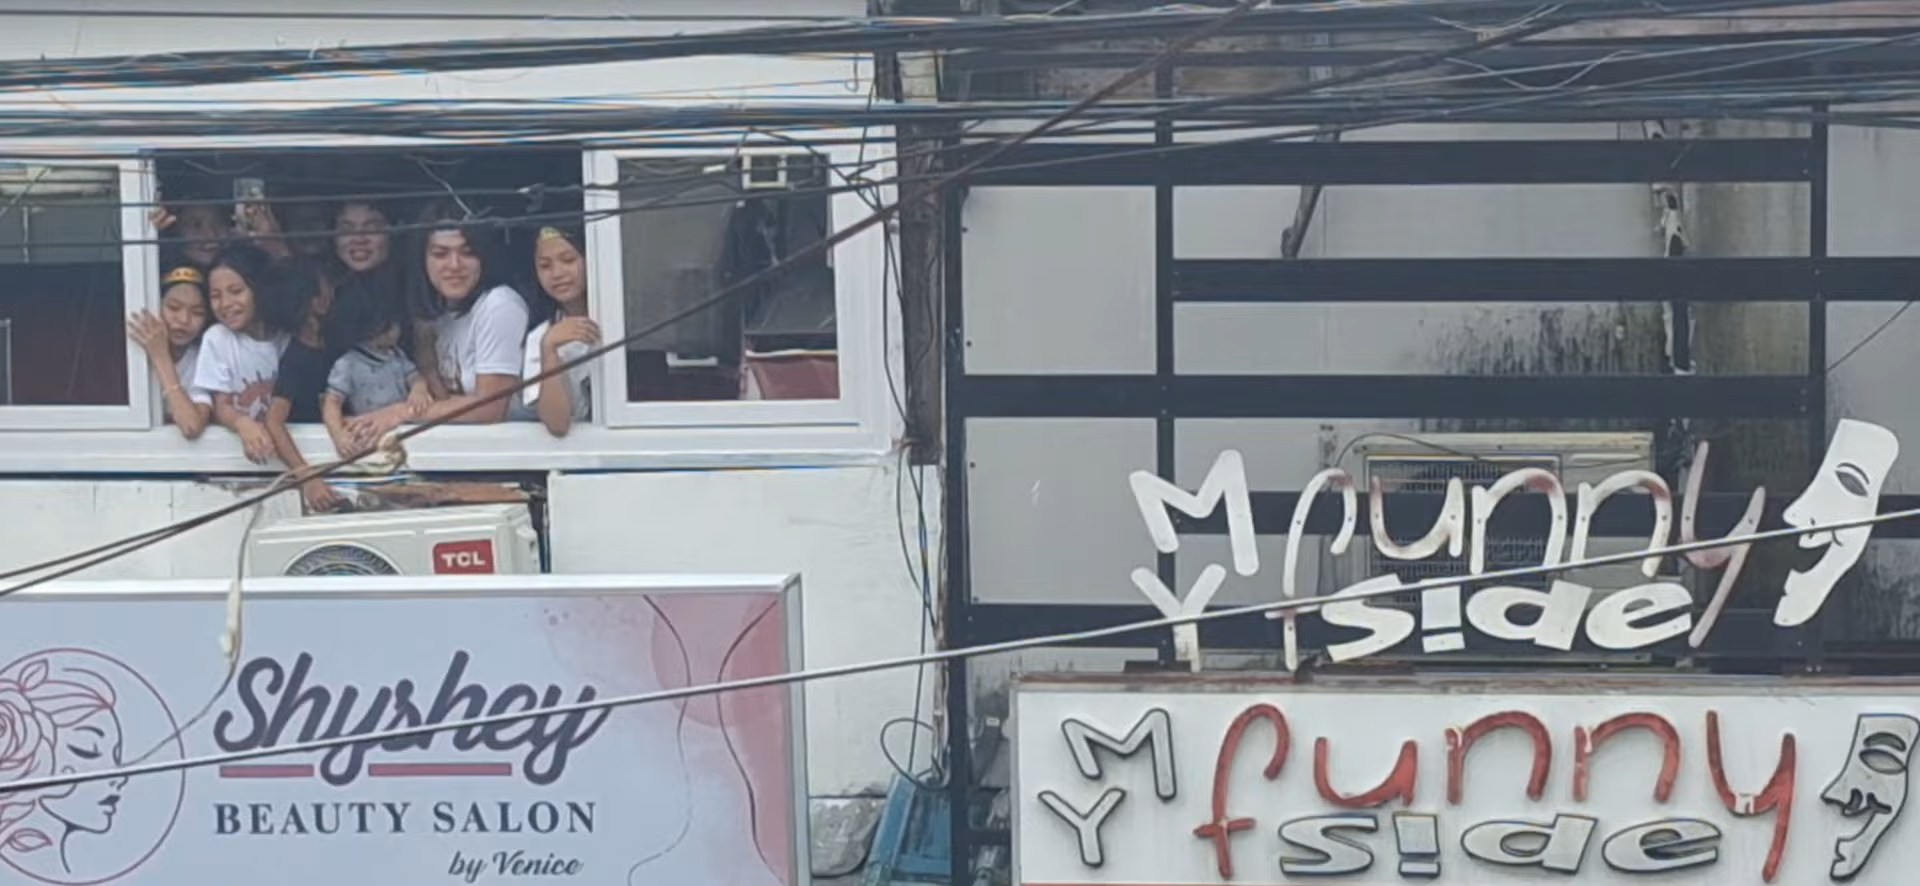 TCL
Shyshey
BEAUTY SALON
by Venice
MY funny
side
MY funny
side